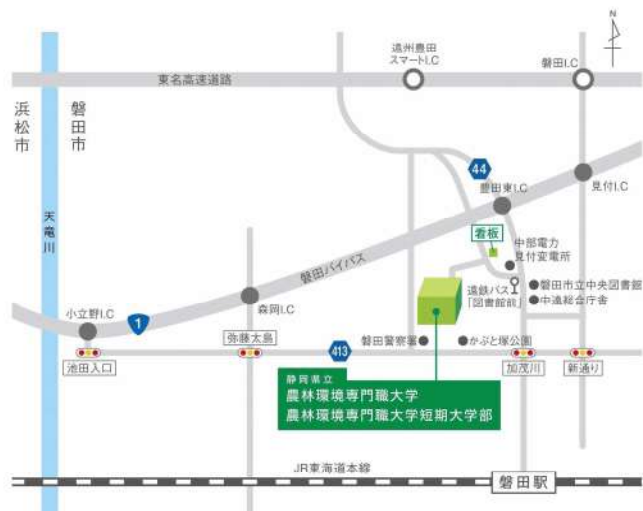 N
遠州豊田
スマートI.C
磐田I.C
東名高速道路
浜松市
磐田市
44
豊田東I.C
見付I.C
看板
中部電力
見付変電所
天竜川
磐田バイパス
遠鉄バス
「図書館前」
磐田市立中央図書館
中遠総合庁舎
小立野I.C
1
森岡I.C
弥藤太島
413
磐田警察署
かぶと塚公園
池田入口
加茂川
新通り
静岡県立
農林環境専門職大学
農林環境専門職大学短期大学部
JR東海道本線
磐田駅